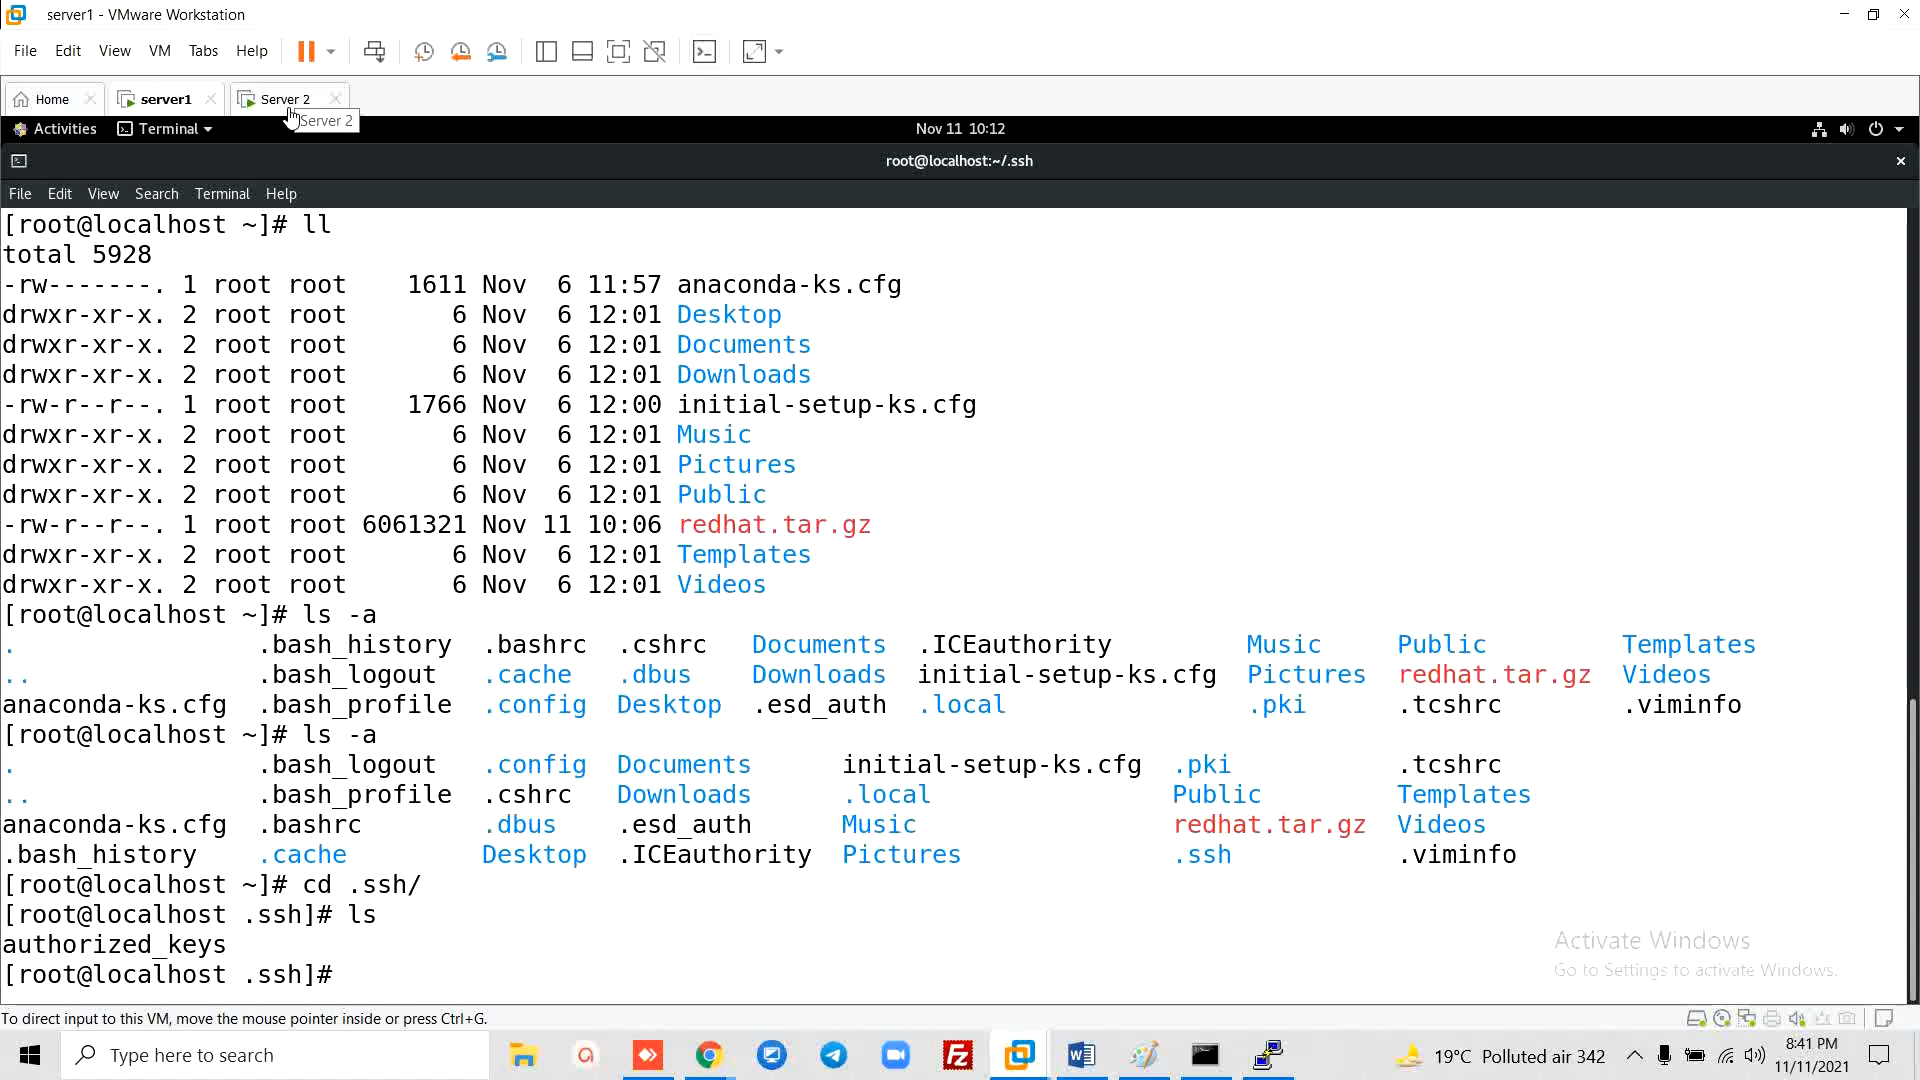 server1 - VMware Workstation
File Edit View VM Tabs Help
Home server1 Server 2
Server 2
Activities Terminal Nov 11 10:12
root@localhost:~/.ssh
File Edit View Search Terminal Help
[root@localhost ~]# ll
total 5928
-rw-------. 1 root root    1611 Nov  6 11:57 anaconda-ks.cfg
drwxr-xr-x. 2 root root       6 Nov  6 12:01 Desktop
drwxr-xr-x. 2 root root       6 Nov  6 12:01 Documents
drwxr-xr-x. 2 root root       6 Nov  6 12:01 Downloads
-rw-r--r--. 1 root root    1766 Nov  6 12:00 initial-setup-ks.cfg
drwxr-xr-x. 2 root root       6 Nov  6 12:01 Music
drwxr-xr-x. 2 root root       6 Nov  6 12:01 Pictures
drwxr-xr-x. 2 root root       6 Nov  6 12:01 Public
-rw-r--r--. 1 root root 6061321 Nov 11 10:06 redhat.tar.gz
drwxr-xr-x. 2 root root       6 Nov  6 12:01 Templates
drwxr-xr-x. 2 root root       6 Nov  6 12:01 Videos
[root@localhost ~]# ls -a
. .bash_history .bashrc .cshrc Documents .ICEauthority Music Public Templates
.. .bash_logout .cache .dbus Downloads initial-setup-ks.cfg Pictures redhat.tar.gz Videos
anaconda-ks.cfg .bash_profile .config Desktop .esd_auth .local .pki .tcshrc .viminfo
[root@localhost ~]# ls -a
. .bash_logout .config Documents initial-setup-ks.cfg .pki .tcshrc
.. .bash_profile .cshrc Downloads .local Public Templates
anaconda-ks.cfg .bashrc .dbus .esd_auth Music redhat.tar.gz Videos
.bash_history .cache Desktop .ICEauthority Pictures .ssh .viminfo
[root@localhost ~]# cd .ssh/
[root@localhost .ssh]# ls
authorized_keys
[root@localhost .ssh]#
Activate Windows
Go to Settings to activate Windows.
To direct input to this VM, move the mouse pointer inside or press Ctrl+G.
Type here to search
19°C Polluted air 342
8:41 PM
11/11/2021